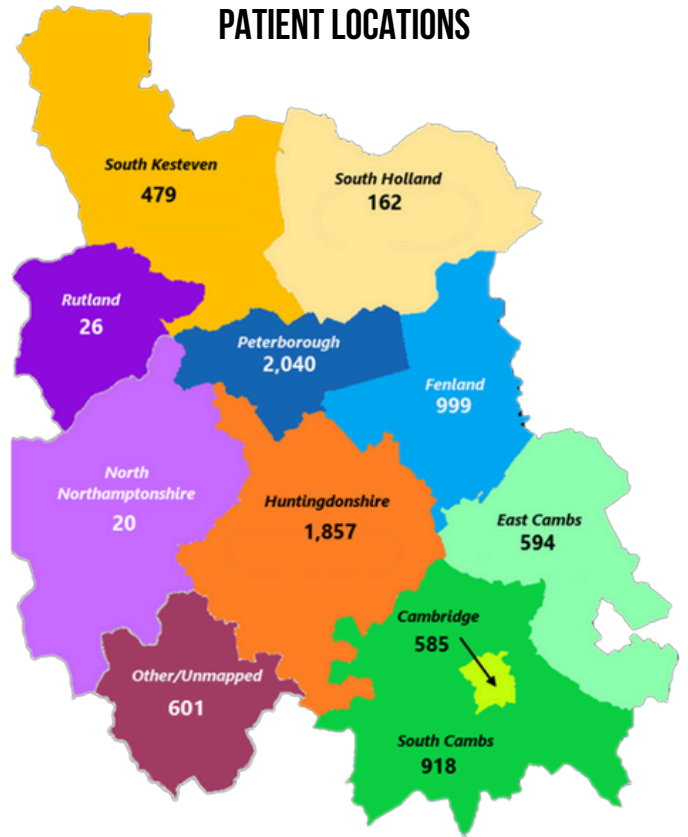 PATIENT LOCATIONS
South Kesteven
479
South Holland
162
Rutland
26
Peterborough
2,040
Fenland
999
North
Northamptonshire
20
Huntingdonshire
1,857
East Cambs
594
Cambridge
585
Other/Unmapped
601
South Cambs
918